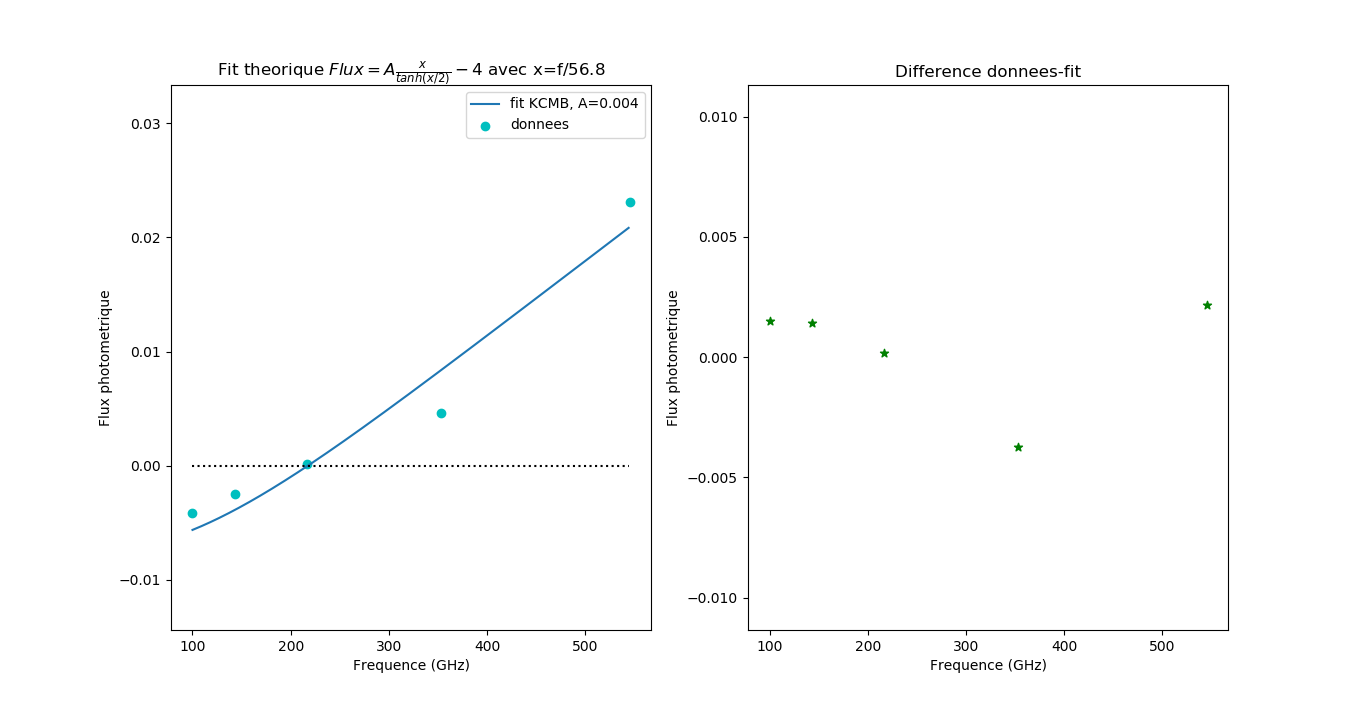 Fit theorique $Flux = A\frac{x}{tanh(x/2)} - 4$ avec x=f/56.8
fit KCMB, A=0.004
donnees
0.03
0.02
0.01
0.00
−0.01
Flux photometrique
100 200 300 400 500
Frequence (GHz)
Difference donnees-fit
0.010
0.005
0.000
−0.005
−0.010
Flux photometrique
100 200 300 400 500
Frequence (GHz)